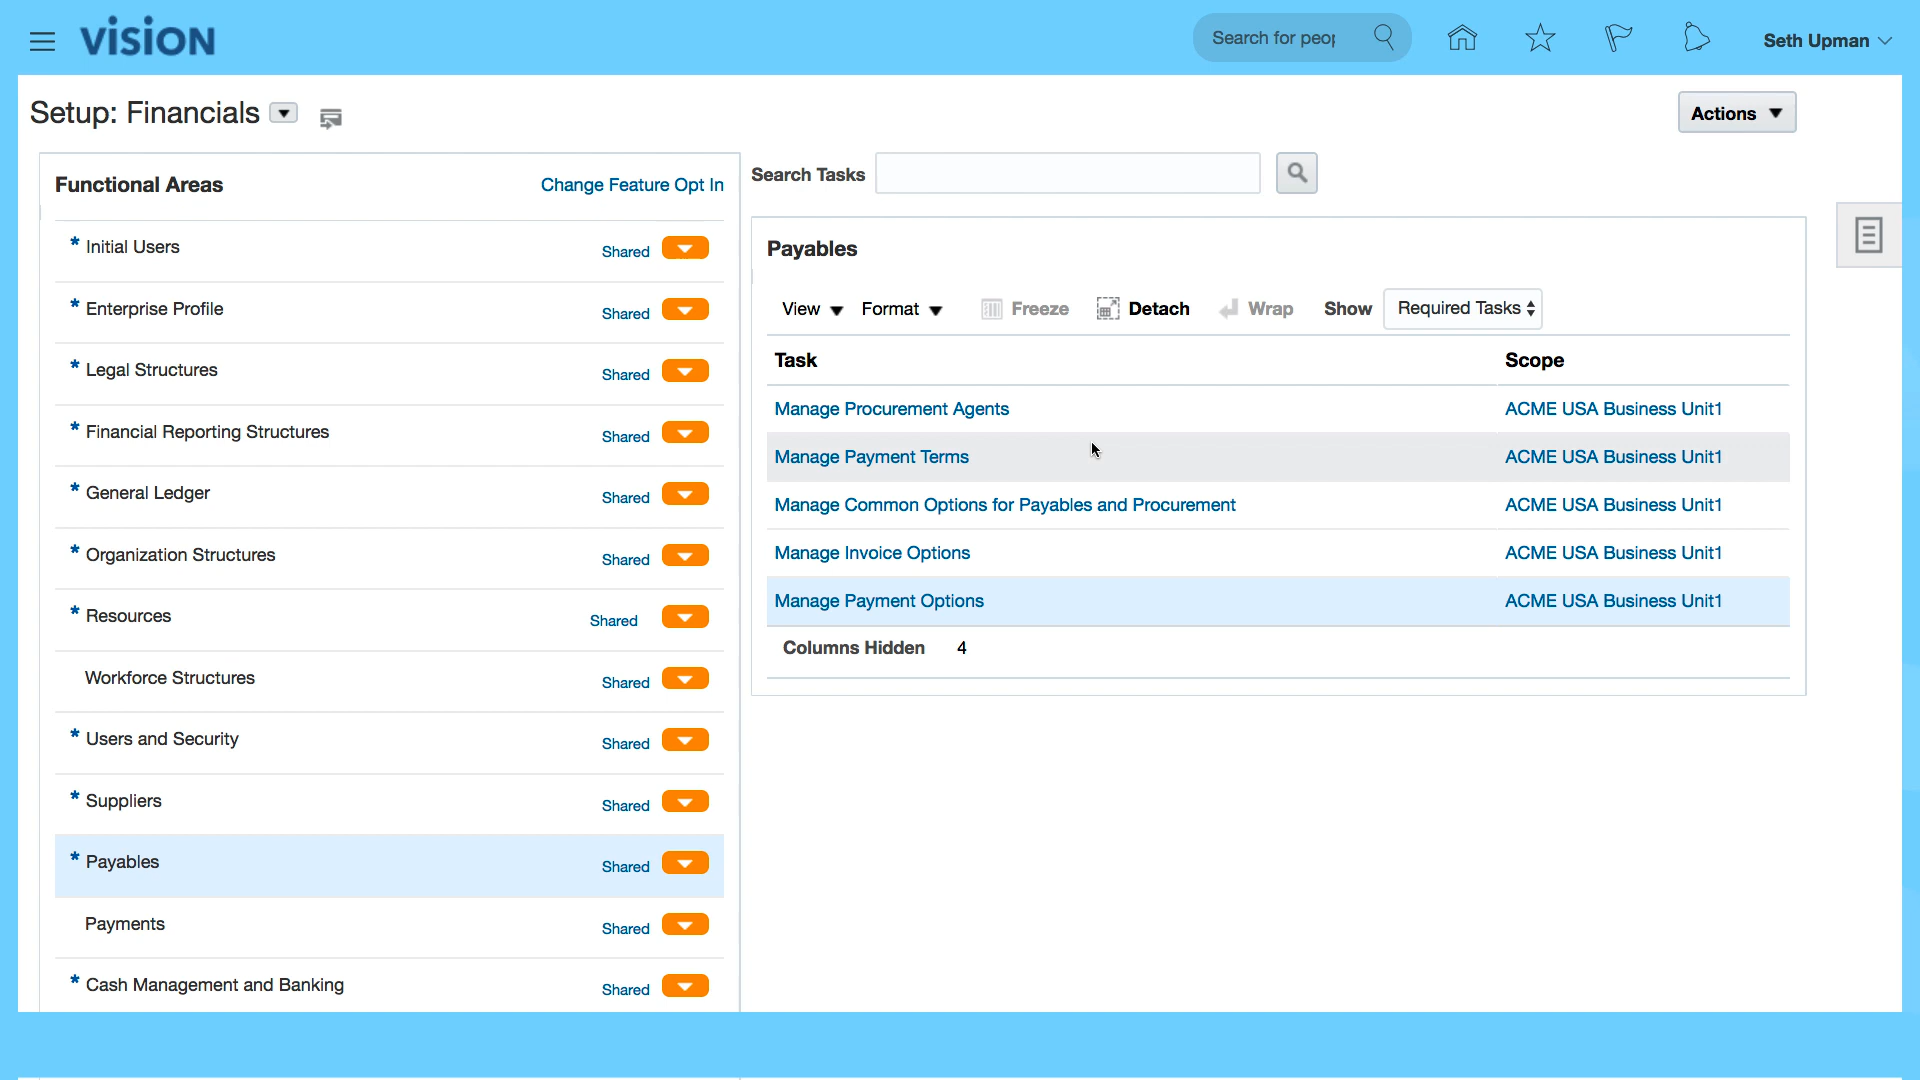 vision
Search for peop
Seth Upman
Setup: Financials
Actions
Functional Areas
Change Feature Opt In
* Initial Users Shared
* Enterprise Profile Shared
* Legal Structures Shared
* Financial Reporting Structures Shared
* General Ledger Shared
* Organization Structures Shared
* Resources Shared
Workforce Structures Shared
* Users and Security Shared
* Suppliers Shared
* Payables Shared
Payments Shared
* Cash Management and Banking Shared
Search Tasks
Payables
View Format Freeze Detach Wrap Show Required Tasks
Task Scope
Manage Procurement Agents ACME USA Business Unit1
Manage Payment Terms ACME USA Business Unit1
Manage Common Options for Payables and Procurement ACME USA Business Unit1
Manage Invoice Options ACME USA Business Unit1
Manage Payment Options ACME USA Business Unit1
Columns Hidden 4